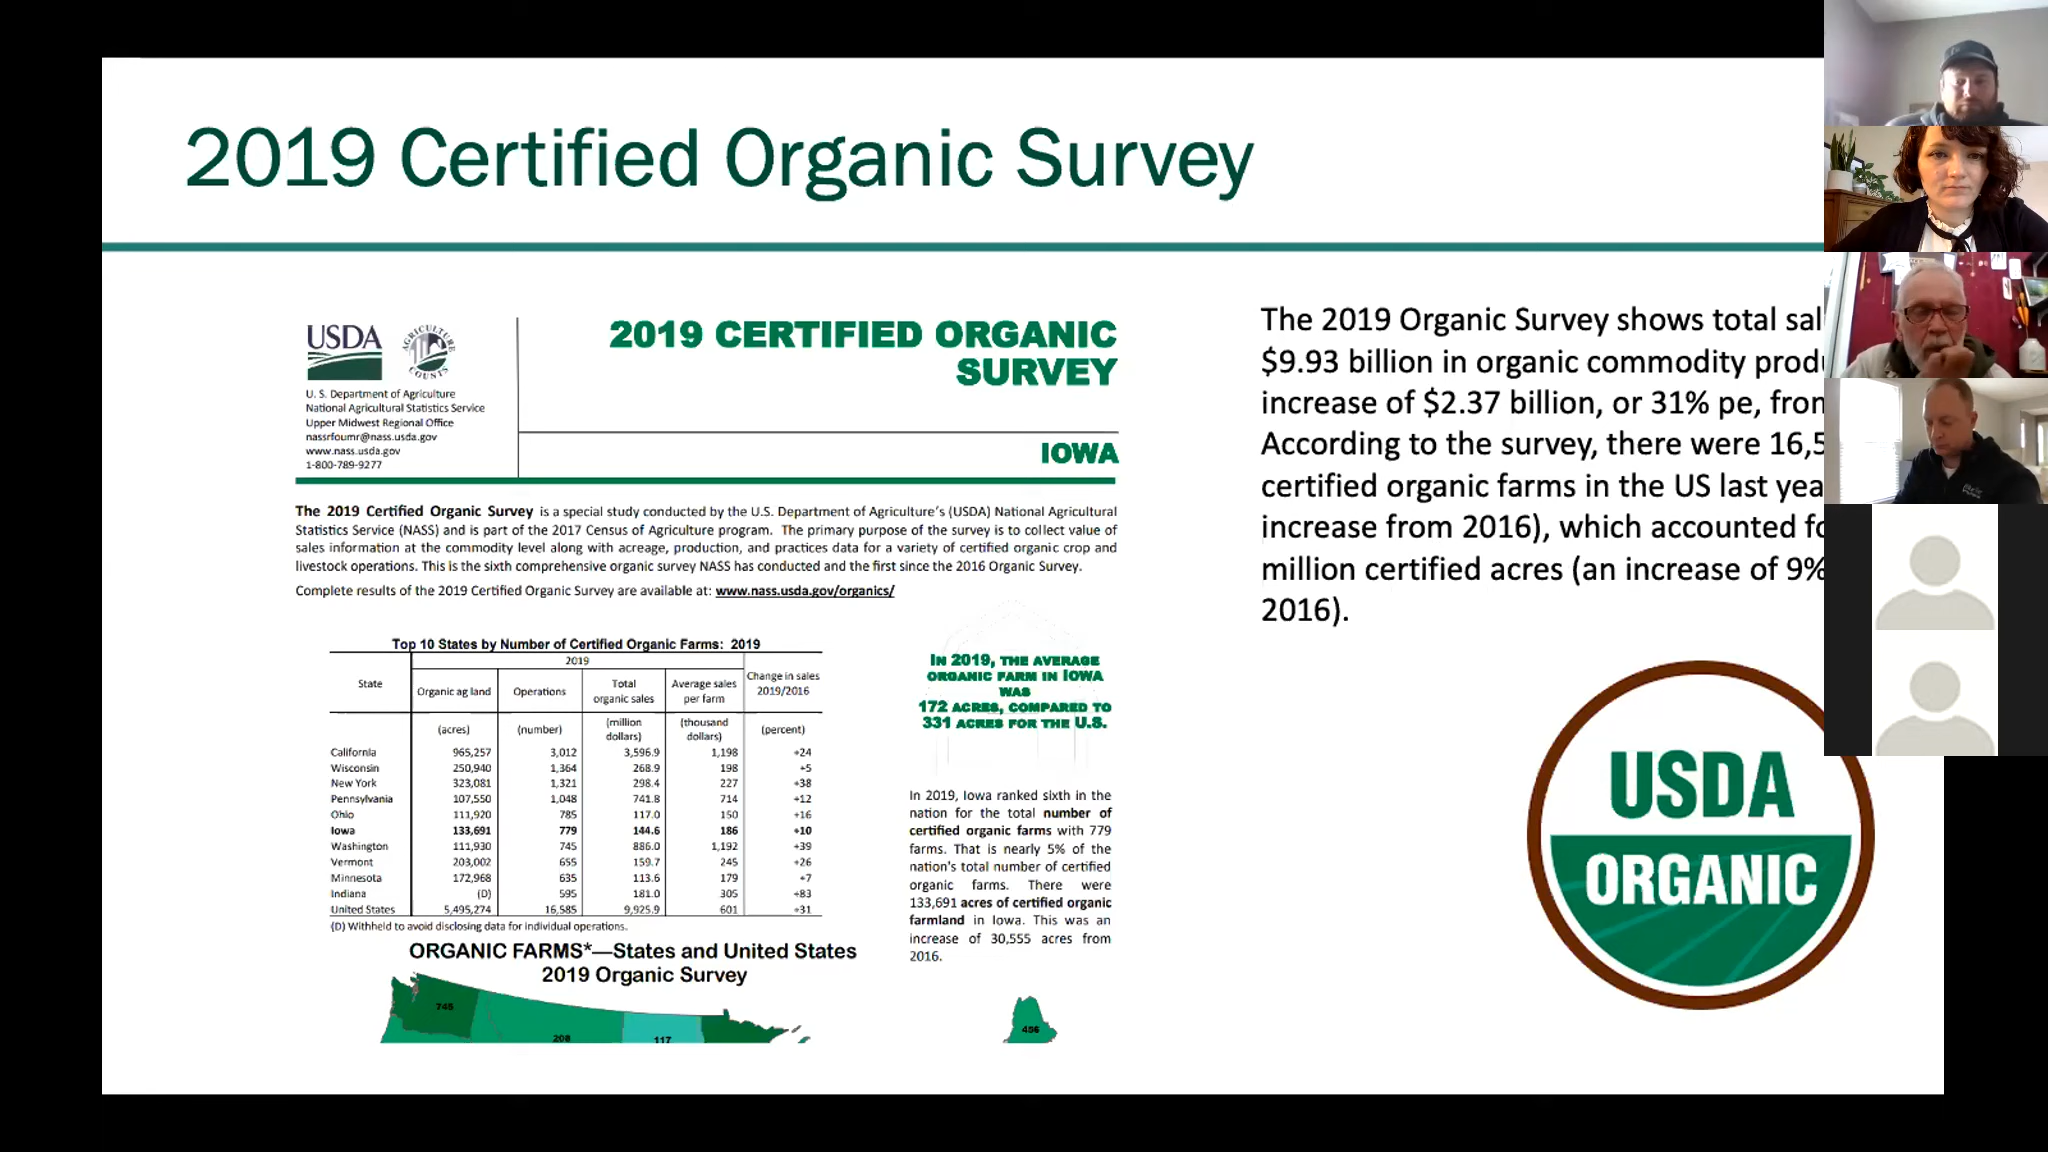 2019 Certified Organic Survey
USDA
AGRICULTURE
COUNTS
U. S. Department of Agriculture
National Agricultural Statistics Service
Upper Midwest Regional Office
nassrfoumr@nass.usda.gov
www.nass.usda.gov
1-800-789-9277
2019 CERTIFIED ORGANIC
SURVEY
IOWA
The 2019 Certified Organic Survey is a special study conducted by the U.S. Department of Agriculture's (USDA) National Agricultural
Statistics Service (NASS) and is part of the 2017 Census of Agriculture program. The primary purpose of the survey is to collect value of
sales information at the commodity level along with acreage, production, and practices data for a variety of certified organic crop and
livestock operations. This is the sixth comprehensive organic survey NASS has conducted and the first since the 2016 Organic Survey.
Complete results of the 2019 Certified Organic Survey are available at: www.nass.usda.gov/organics/
Top 10 States by Number of Certified Organic Farms: 2019
2019
State Organic ag land Operations Total organic sales Average sales per farm Change in sales 2019/2016
(acres) (number) (million dollars) (thousand dollars) (percent)
California 965,257 3,012 3,596.9 1,198 +24
Wisconsin 250,940 1,364 268.9 198 +5
New York 323,081 1,321 298.4 227 +38
Pennsylvania 107,550 1,048 741.8 714 +12
Ohio 111,920 785 117.0 150 +16
Iowa 133,691 779 144.6 186 +10
Washington 111,930 745 886.0 1,192 +39
Vermont 203,002 655 159.7 245 +26
Minnesota 172,968 635 113.6 179 +7
Indiana (D) 595 181.0 305 +83
United States 5,495,274 16,585 9,925.9 601 +31
(D) Withheld to avoid disclosing data for individual operations.
ORGANIC FARMS*—States and United States
2019 Organic Survey
745
208
117
456
IN 2019, THE AVERAGE
ORGANIC FARM IN IOWA
WAS
172 ACRES, COMPARED TO
331 ACRES FOR THE U.S.
In 2019, Iowa ranked sixth in the
nation for the total number of
certified organic farms with 779
farms. That is nearly 5% of the
nation's total number of certified
organic farms. There were
133,691 acres of certified organic
farmland in Iowa. This was an
increase of 30,555 acres from
2016.
The 2019 Organic Survey shows total sal
$9.93 billion in organic commodity prod
increase of $2.37 billion, or 31% pe, fron
According to the survey, there were 16,5
certified organic farms in the US last yea
increase from 2016), which accounted fo
million certified acres (an increase of 9%
2016).
USDA
ORGANIC